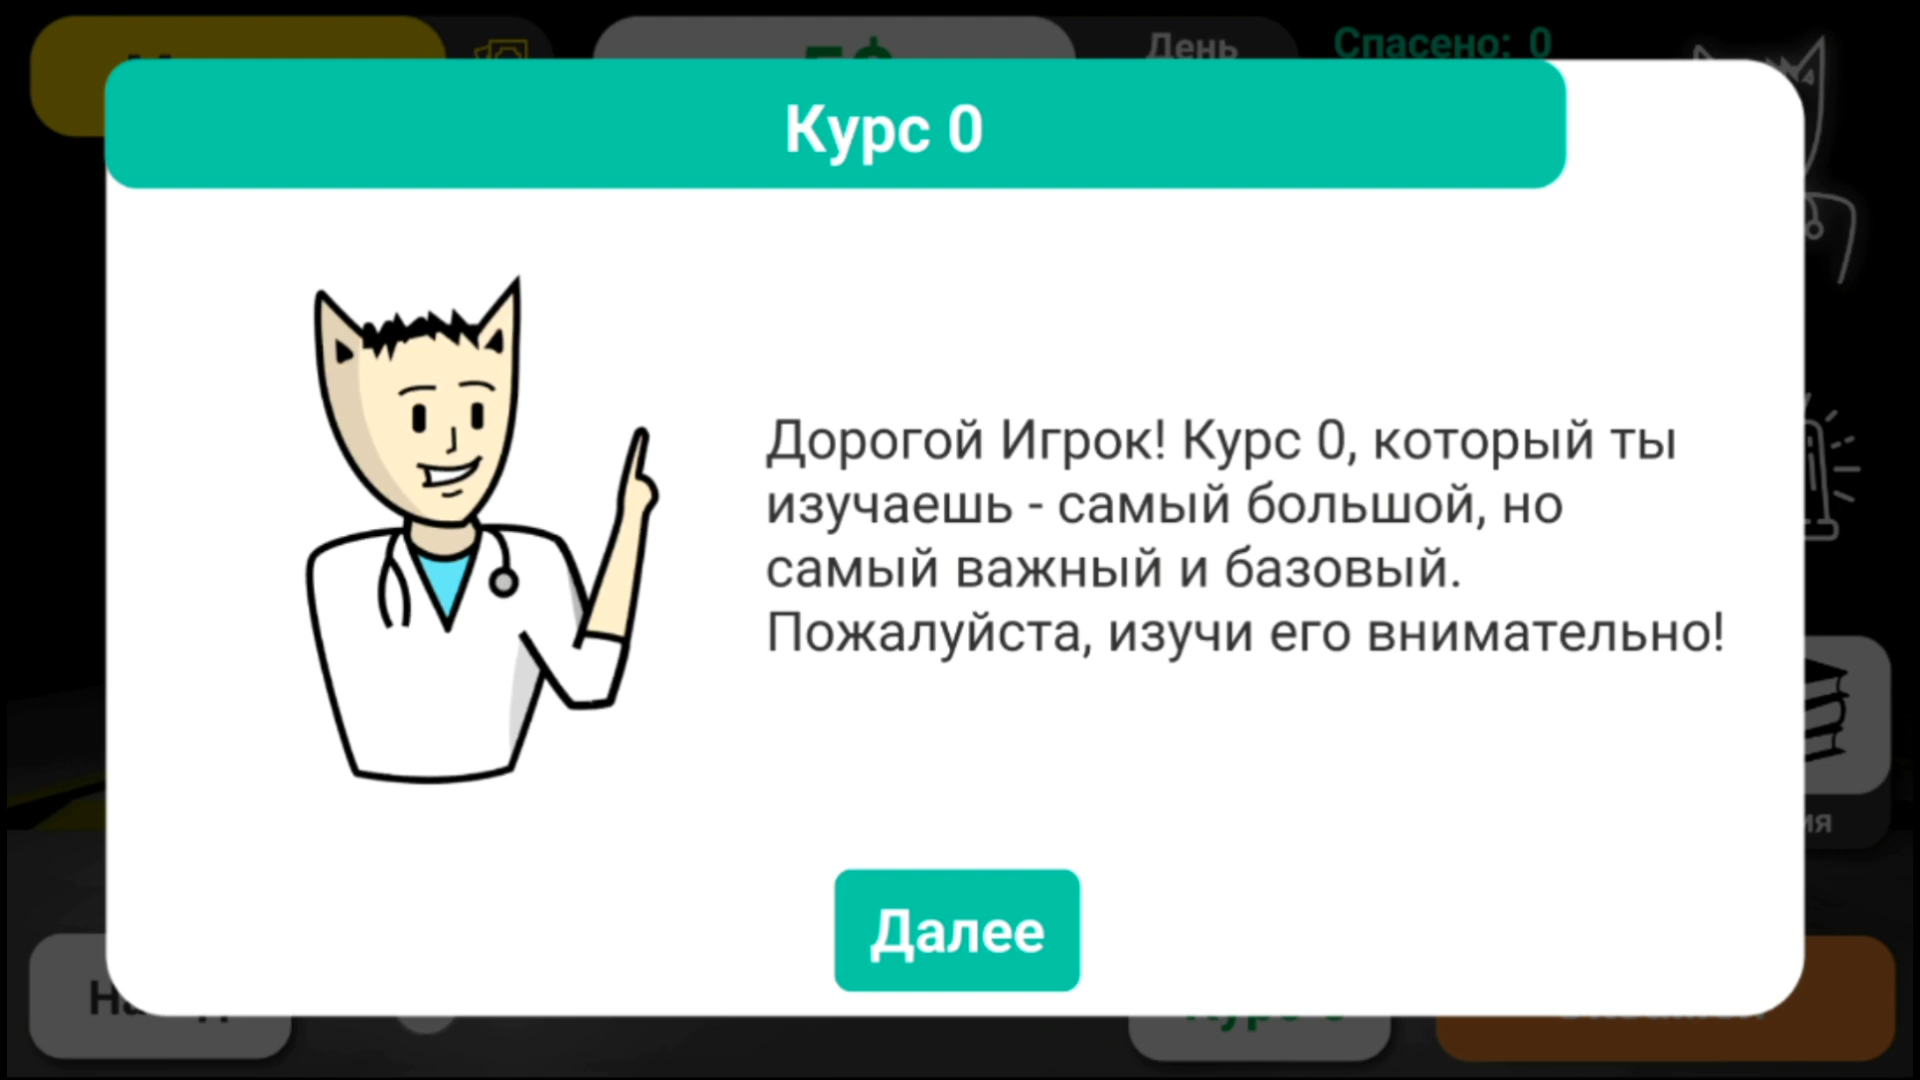 День
Спасено: 0
Курс 0
Дорогой Игрок! Курс 0, который ты
изучаешь - самый большой, но
самый важный и базовый.
Пожалуйста, изучи его внимательно!
Далее